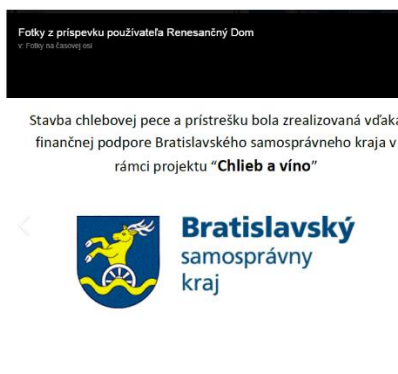 Fotky z príspevku používateľa Renesančný Dom
v: Fotky na časovej osi
Stavba chlebovej pece a prístrešku bola zrealizovaná vďaka
finančnej podpore Bratislavského samosprávneho kraja v
rámci projektu “Chlieb a víno”
Bratislavský
samosprávny
kraj